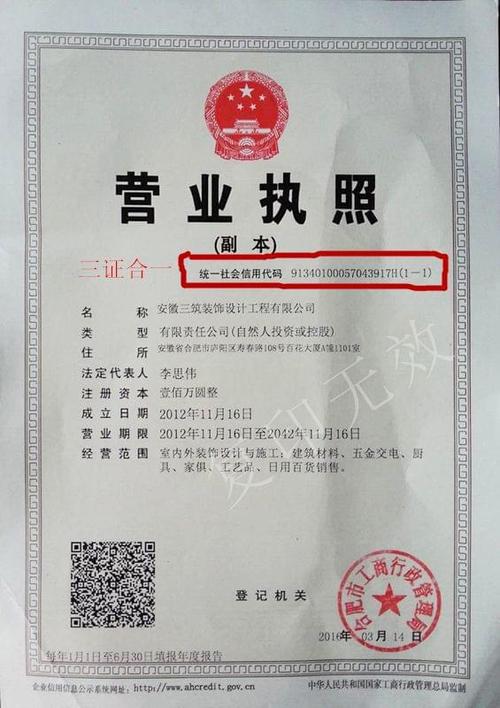 营业执照
(副 本)
三证合一
统一社会信用代码 91340100057043917H(1-1)
名称 安徽三筑装饰设计工程有限公司
类型 有限责任公司(自然人投资或控股)
住所 安徽省合肥市庐阳区寿春路108号百花大厦A幢1101室
法定代表人 李思伟
注册资本 壹佰万圆整
成立日期 2012年11月16日
营业期限 2012年11月16日至2042年11月16日
经营范围 室内外装饰设计与施工；建筑材料、五金交电、厨
具、家俱、工艺品、日用百货销售。
复印无效
登记机关
合肥市工商行政管理局
2016年 03月 14日
每年1月1日至6月30日填报年度报告
企业信用信息公示系统网址：http://www.ahcredit.gov.cn
中华人民共和国国家工商行政管理总局监制